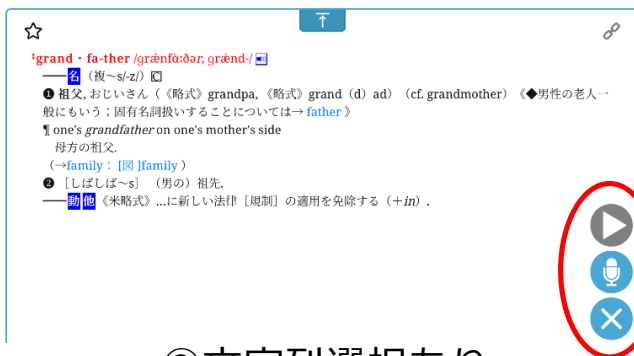 ‡grand・fa-ther /grǽnfɑ̀:ðər, grǽnd-/
――名（複～s/-z/）C
❶ 祖父, おじいさん（《略式》grandpa, 《略式》grand（d）ad）（cf. grandmother）《◆男性の老人一
般にもいう；固有名詞扱いすることについては→ father 》
¶ one's grandfather on one's mother's side
母方の祖父.
（→family： [図 ]family ）
❷ ［しばしば～s］ （男の）祖先.
――動 他《米略式》...に新しい法律［規制］の適用を免除する（+in）.